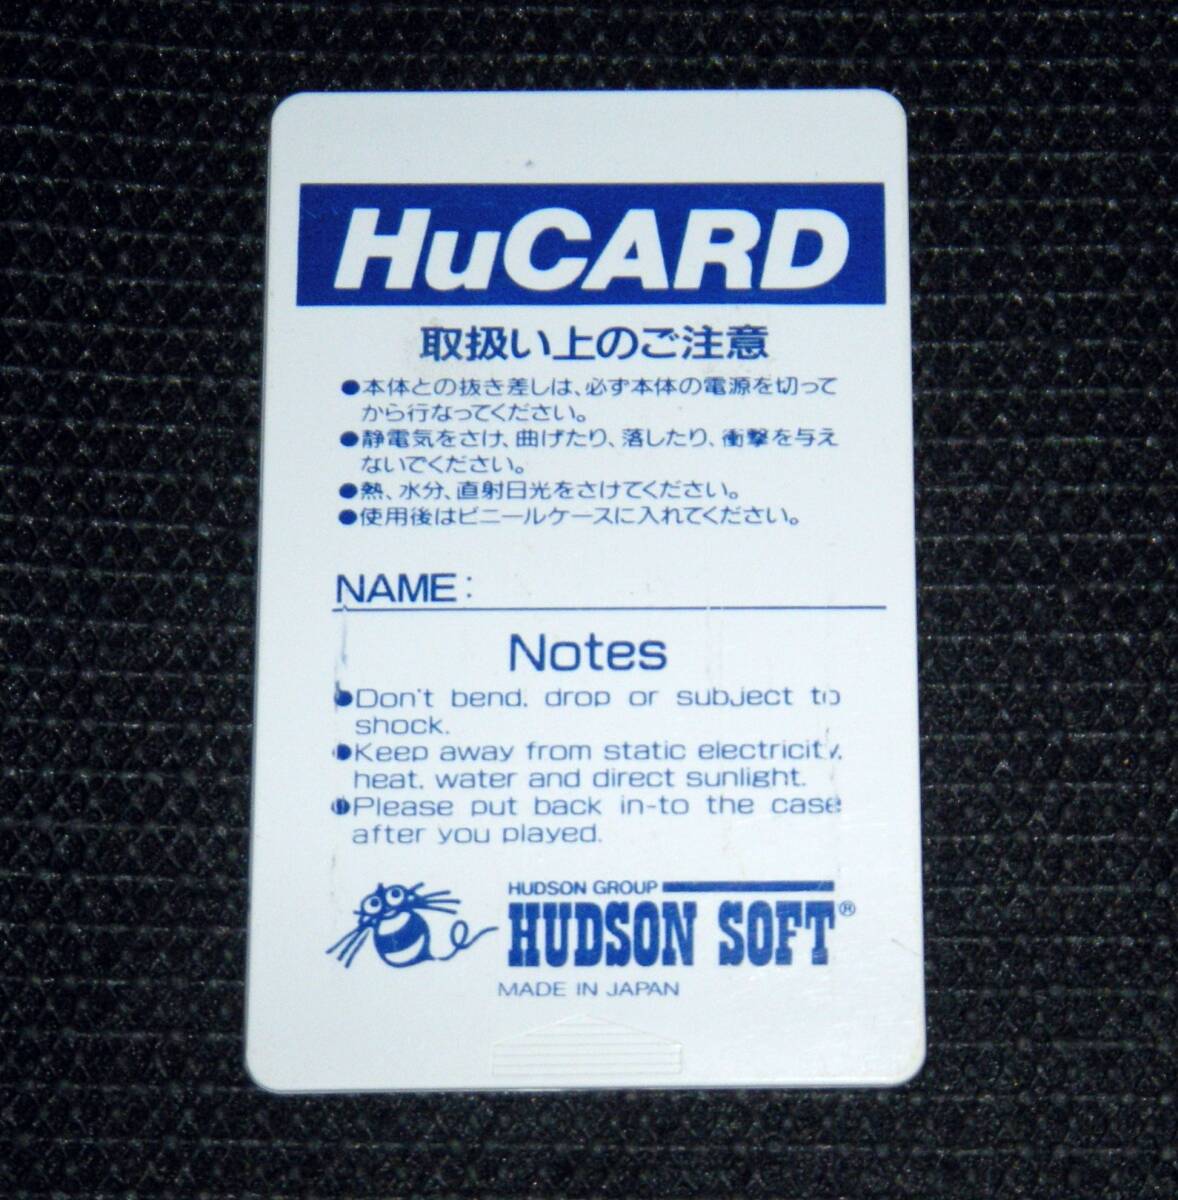 HuCARD
取扱い上のご注意
●本体との抜き差しは、必ず本体の電源を切って
から行なってください。
●静電気をさけ、曲げたり、落したり、衝撃を与え
ないでください。
●熱、水分、直射日光をさけてください。
●使用後はビニールケースに入れてください。
NAME:
Notes
●Don't bend, drop or subject to
shock.
●Keep away from static electricity,
heat, water and direct sunlight.
●Please put back in-to the case
after you played.
HUDSON GROUP
HUDSON SOFT®
MADE IN JAPAN